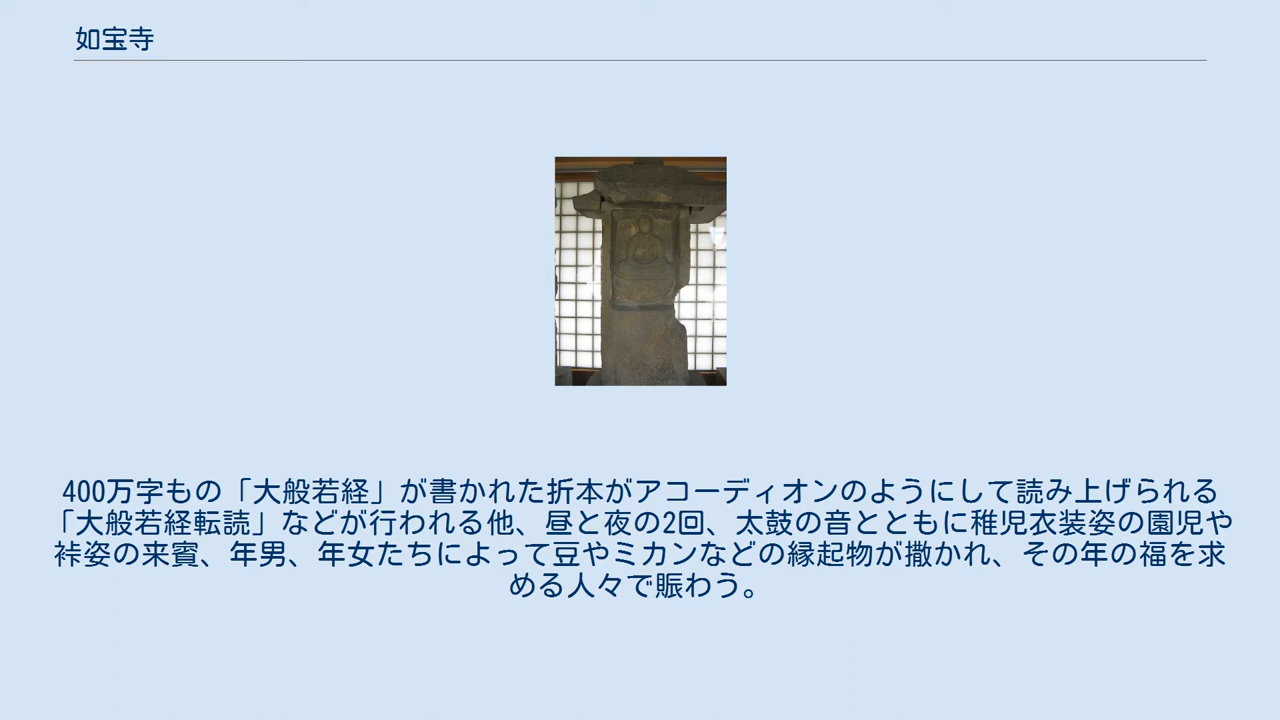 如宝寺
400万字もの「大般若経」が書かれた折本がアコーディオンのようにして読み上げられる
「大般若経転読」などが行われる他、昼と夜の2回、太鼓の音とともに稚児衣装姿の園児や
裃姿の来賓、年男、年女たちによって豆やミカンなどの縁起物が撒かれ、その年の福を求
める人々で賑わう。